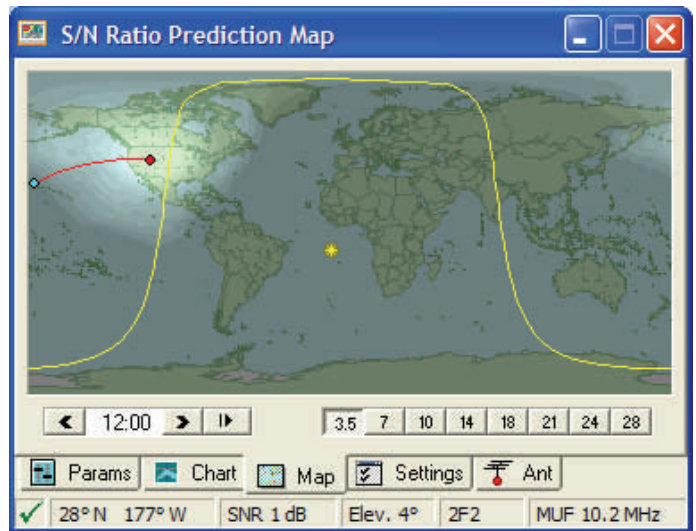 S/N Ratio Prediction Map
12:00
3.5 7 10 14 18 21 24 28
Params Chart Map Settings Ant
28° N 177° W SNR 1 dB Elev. 4° 2F2 MUF 10.2 MHz